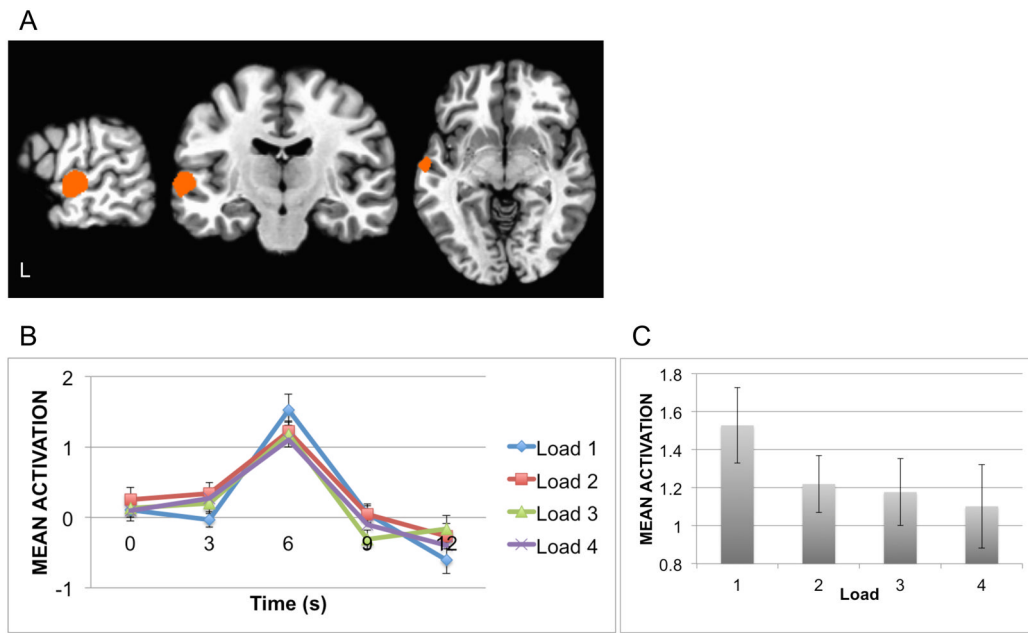 A
L
B
MEAN ACTIVATION
2
1
0
-1
0 3 6 9 12
Time (s)
Load 1
Load 2
Load 3
Load 4
C
MEAN ACTIVATION
1.8
1.6
1.4
1.2
1
0.8
1 2 3 4
Load